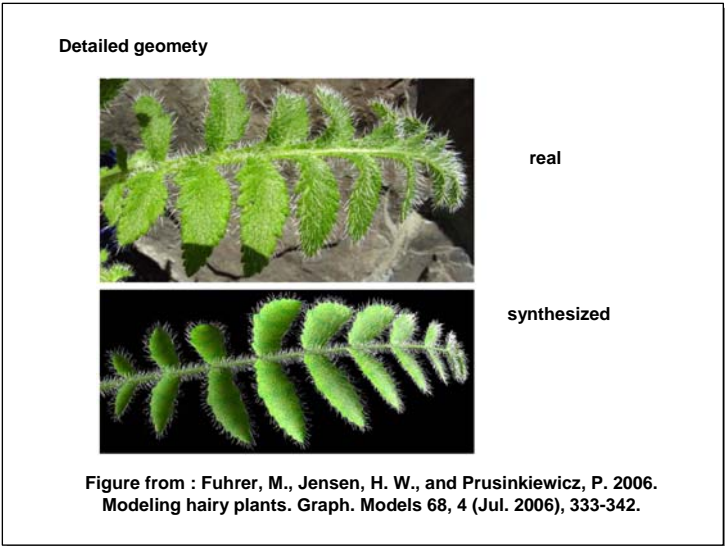 Detailed geomety
real
synthesized
Figure from : Fuhrer, M., Jensen, H. W., and Prusinkiewicz, P. 2006.
Modeling hairy plants. Graph. Models 68, 4 (Jul. 2006), 333-342.